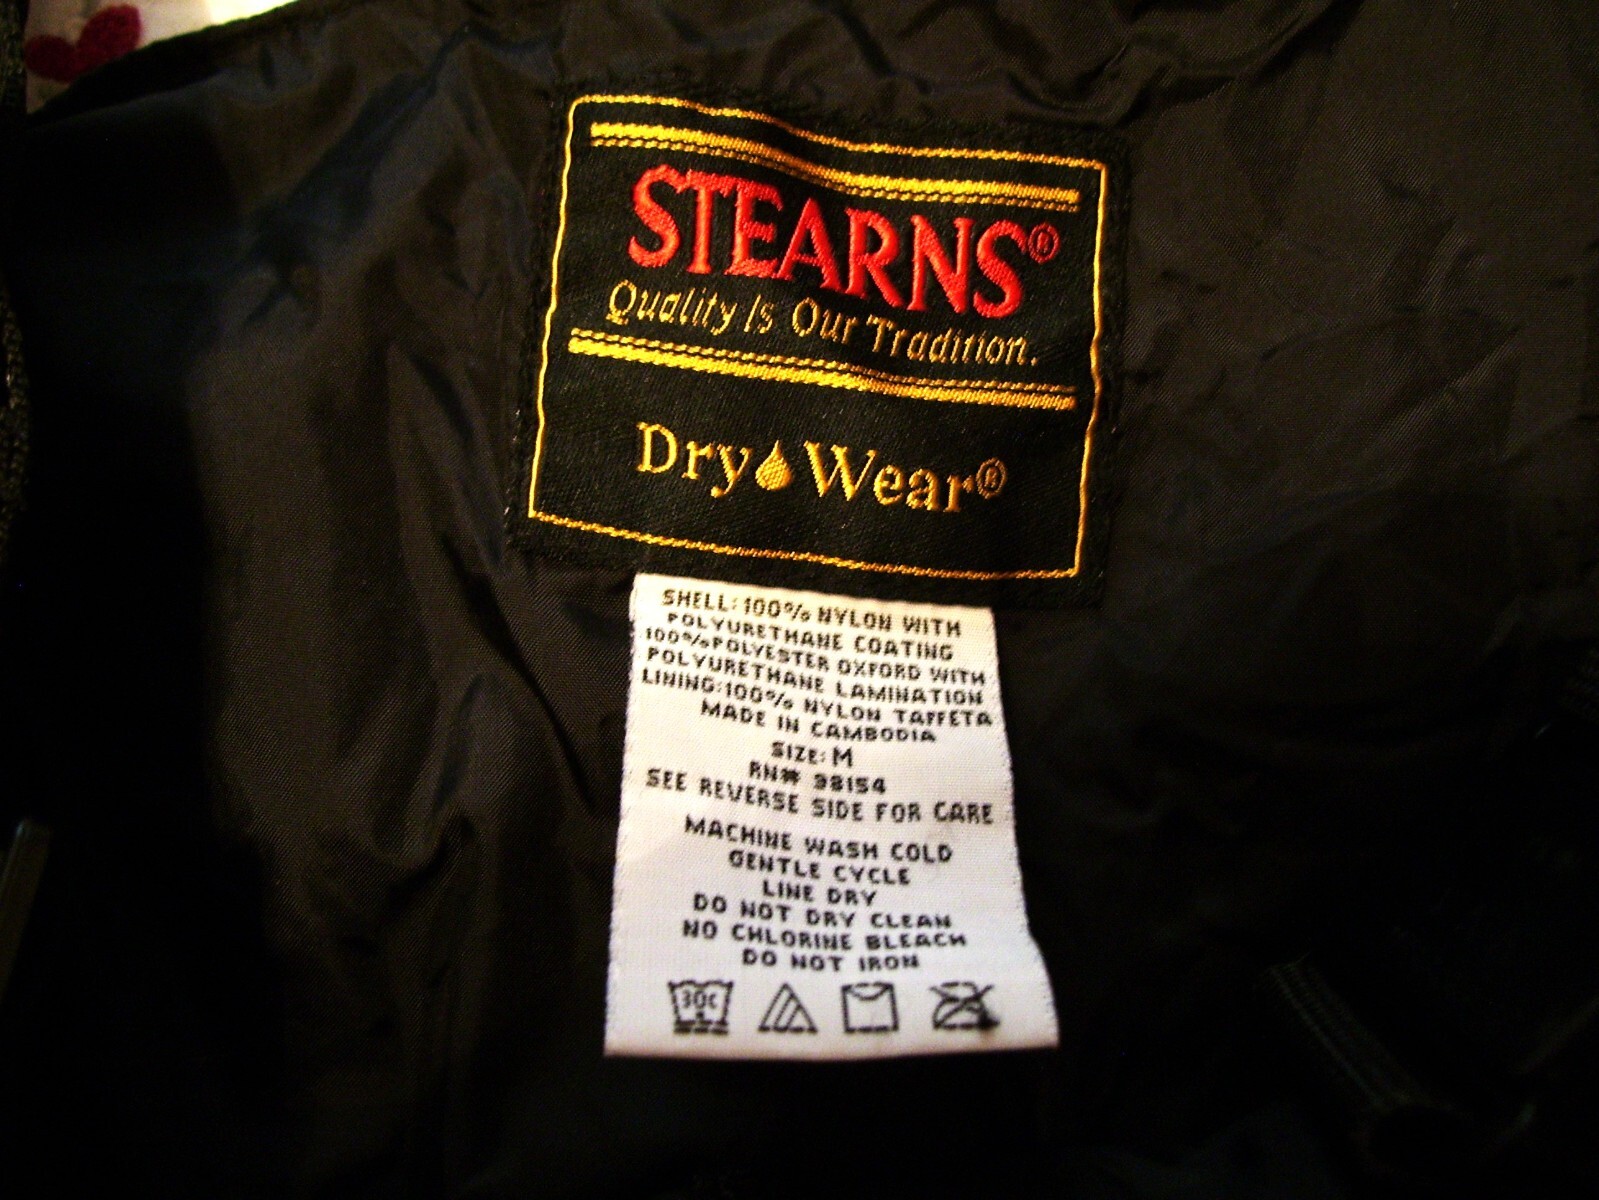 STEARNS®
Quality Is Our Tradition.
Dry Wear®
SHELL: 100% NYLON WITH
POLYURETHANE COATING
100% POLYESTER OXFORD WITH
POLYURETHANE LAMINATION
LINING: 100% NYLON TAFFETA
MADE IN CAMBODIA
SIZE: M
RN# 98154
SEE REVERSE SIDE FOR CARE
MACHINE WASH COLD
GENTLE CYCLE
LINE DRY
DO NOT DRY CLEAN
NO CHLORINE BLEACH
DO NOT IRON
30C